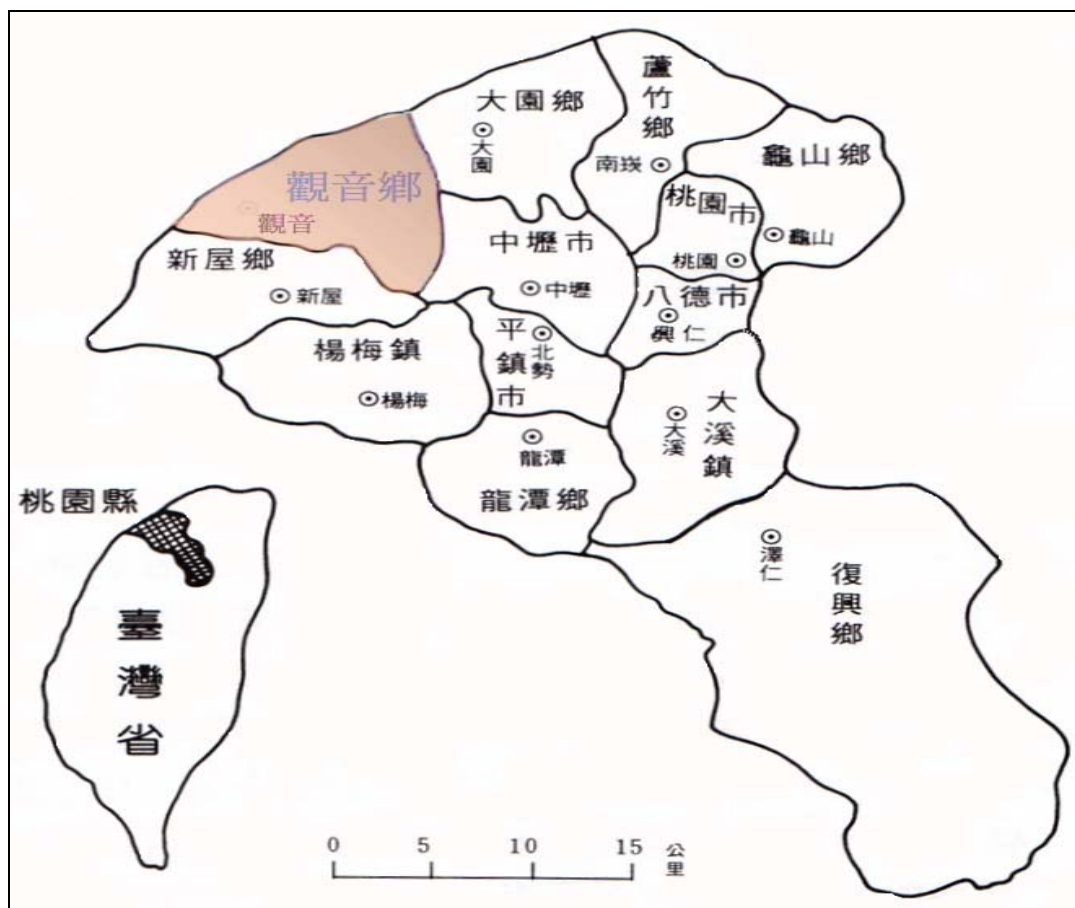 蘆竹鄉
大園鄉
大園
南崁
龜山鄉
觀音鄉
觀音
桃園市
龜山
桃園
新屋鄉
新屋
中壢市
中壢
八德市
興仁
楊梅鎮
楊梅
平鎮市
北勢
大溪鎮
大溪
龍潭
龍潭鄉
桃園縣
澤仁
復興鄉
臺灣省
0 5 10 15 公里